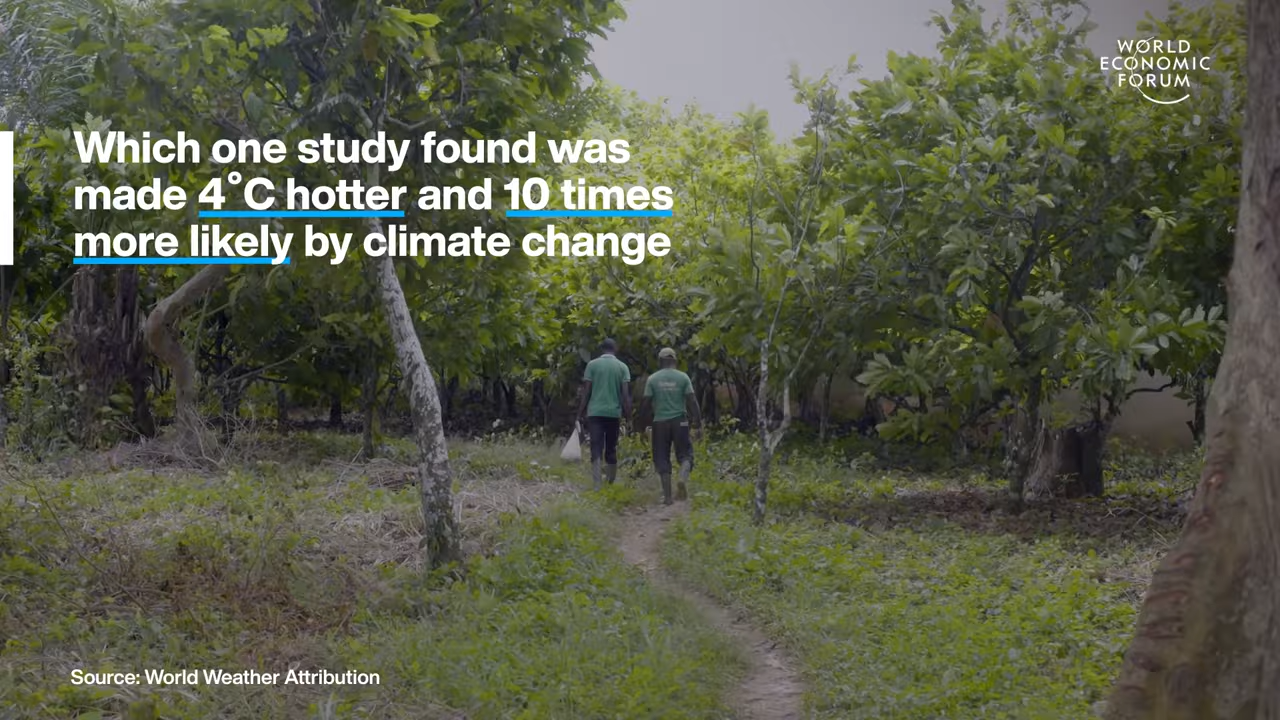 WORLD
ECONOMIC
FORUM
Which one study found was
made 4°C hotter and 10 times
more likely by climate change
Source: World Weather Attribution